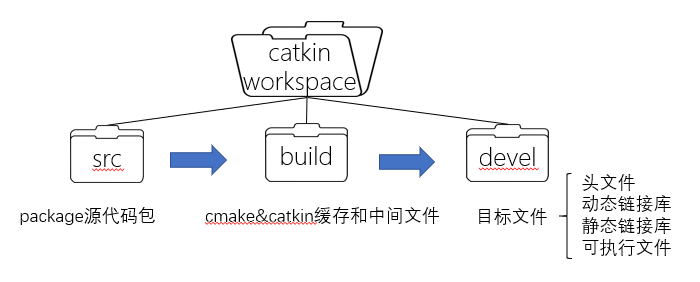 catkin
workspace
src
build
devel
package源代码包
cmake&catkin缓存和中间文件
目标文件
头文件
动态链接库
静态链接库
可执行文件